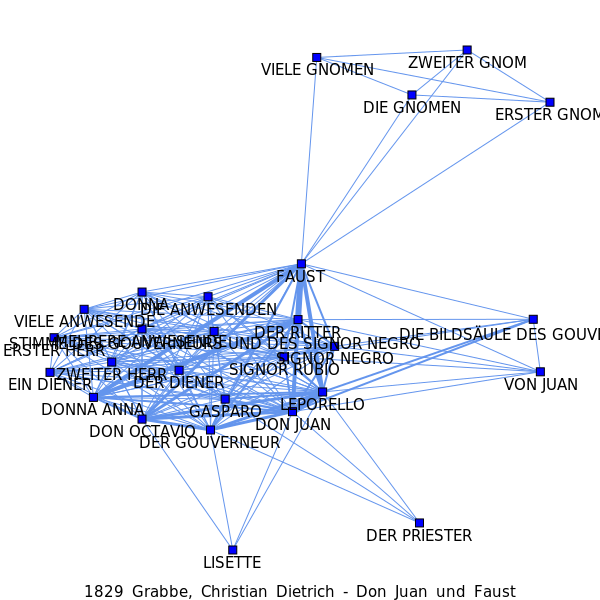 ZWEITER GNOM
VIELE GNOMEN
DIE GNOMEN
ERSTER GNOM
FAUST
DONNA
DIE ANWESENDEN
VIELE ANWESENDE
DER RITTER
DIE BILDSÄULE DES GOUV
STIMME DES GOUVERNEURS UND DES SIGNOR NEGRO
MEHRERE ANWESENDE
ERSTER HERR
SIGNOR NEGRO
SIGNOR RUBIO
ZWEITER HERR
DER DIENER
EIN DIENER
VON JUAN
LEPORELLO
DONNA ANNA
GASPARO
DON JUAN
DON OCTAVIO
DER GOUVERNEUR
DER PRIESTER
LISETTE
1829 Grabbe, Christian Dietrich - Don Juan und Faust